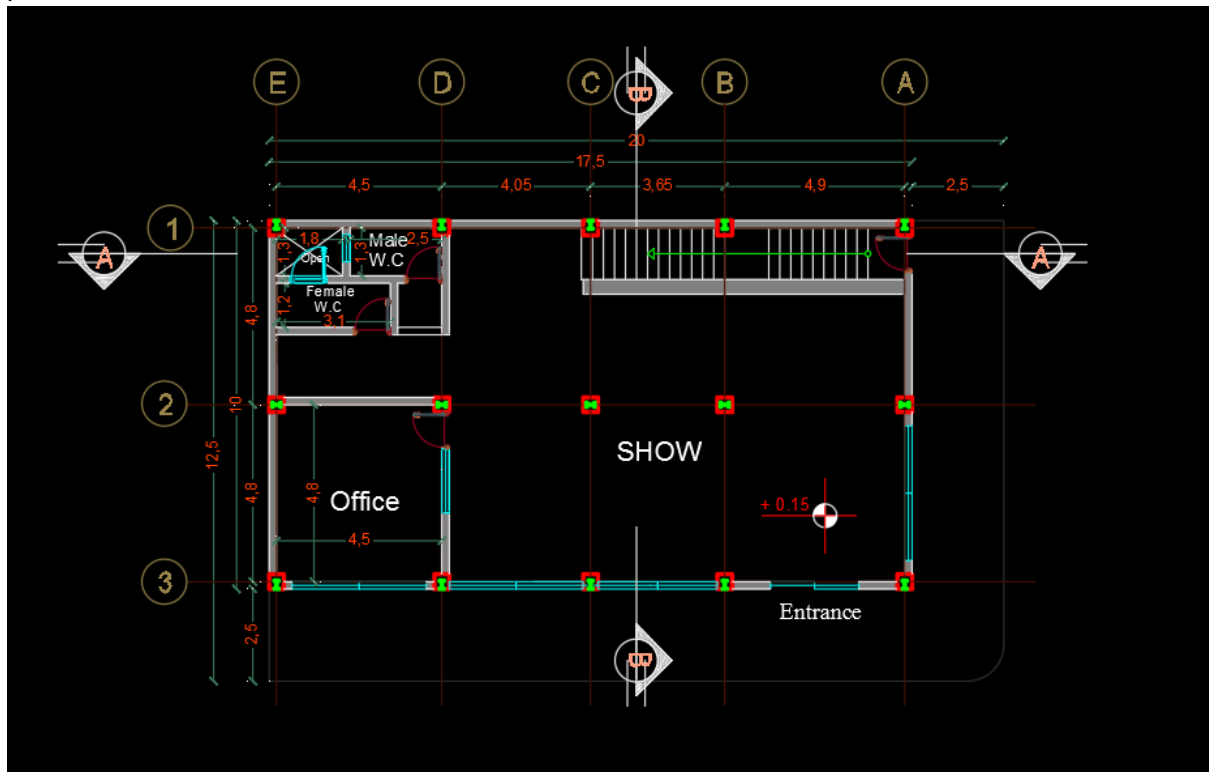 E
D
C
B
B
A
20
17,5
4,5
4,05
3,65
4,9
2,5
1
1,3
1,8
Open
1,3
Male
W.C
2,5
A
A
Female
W.C
1,2
3,1
4,8
2
10
12,5
SHOW
4,8
4,8
Office
+ 0.15
4,5
3
Entrance
2,5
B